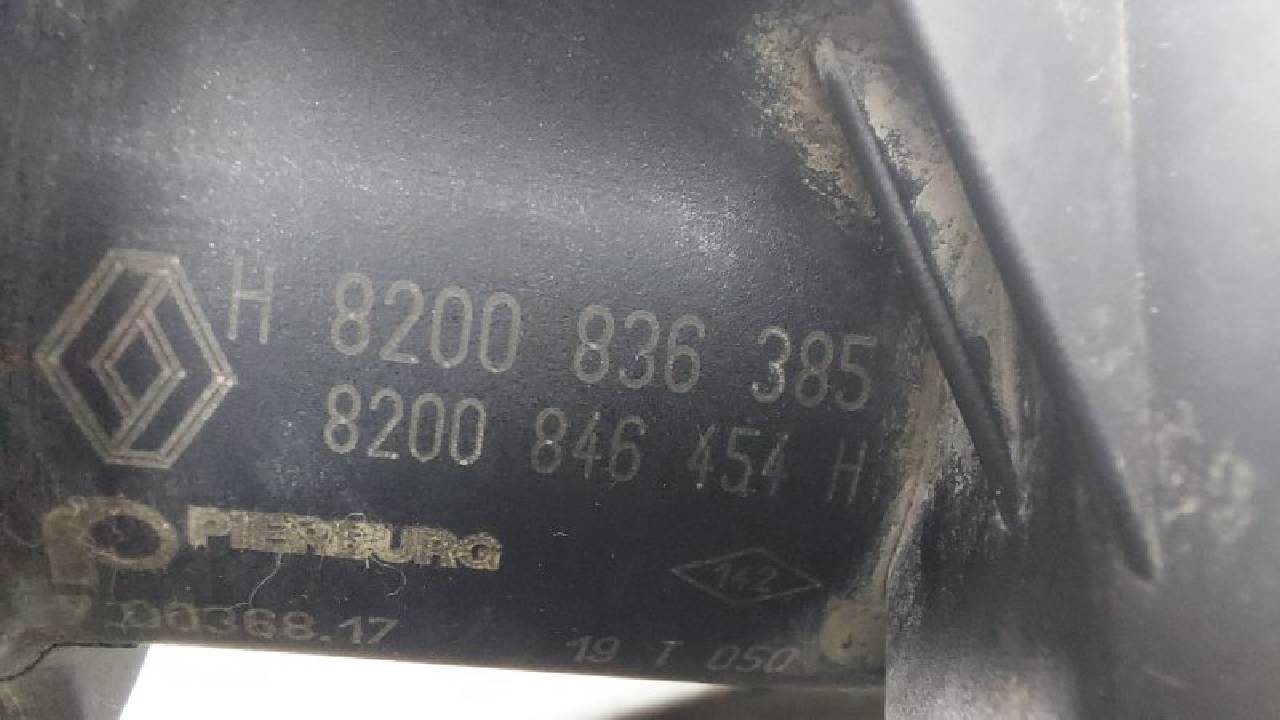 H 8200 836 385
8200 846 454 H
PIERBURG
00368.17
142
19 T 050